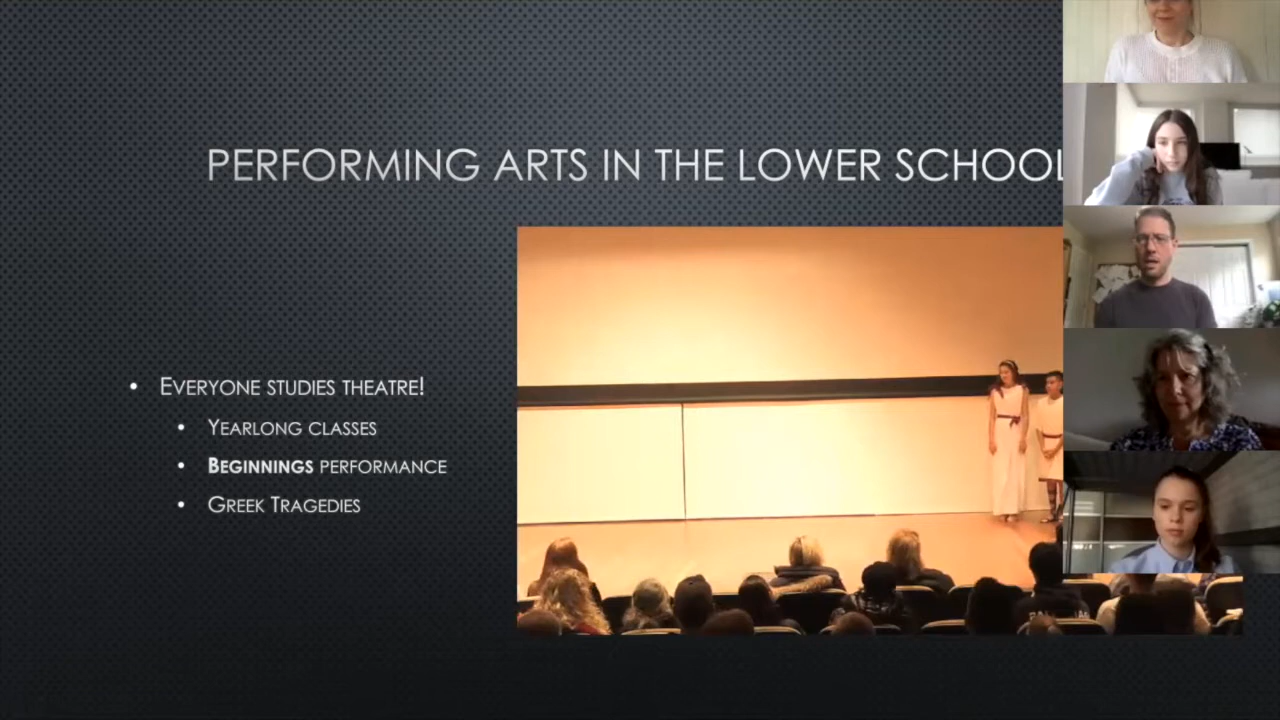 PERFORMING ARTS IN THE LOWER SCHOOL
• EVERYONE STUDIES THEATRE!
• YEARLONG CLASSES
• BEGINNINGS PERFORMANCE
• GREEK TRAGEDIES